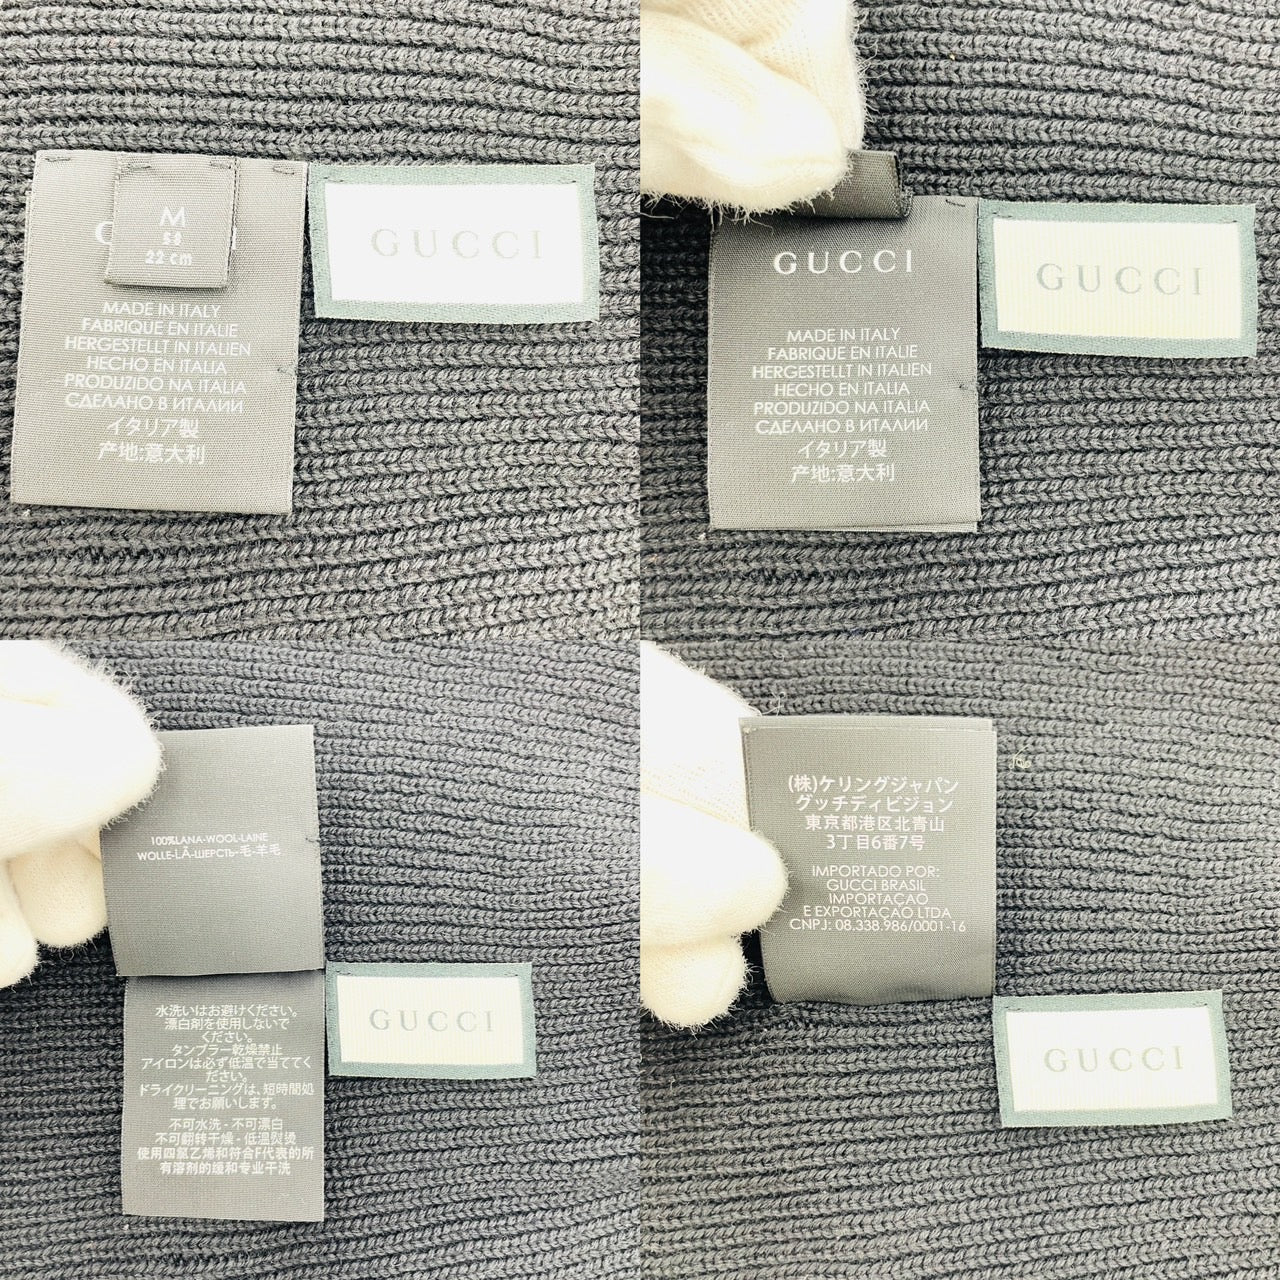 M
58
22 cm
GUCCI
MADE IN ITALY
FABRIQUE EN ITALIE
HERGESTELLT IN ITALIEN
HECHO EN ITALIA
PRODUZIDO NA ITALIA
СДЕЛАНО В ИТАЛИИ
イタリア製
产地:意大利
GUCCI
GUCCI
MADE IN ITALY
FABRIQUE EN ITALIE
HERGESTELLT IN ITALIEN
HECHO EN ITALIA
PRODUZIDO NA ITALIA
СДЕЛАНО В ИТАЛИИ
イタリア製
产地:意大利
100%LANA-WOOL-LAINE
WOLLE-LÃ-ШЕРСТЬ-毛-羊毛
水洗いはお避けください。
漂白剤を使用しないで
ください。
タンブラー乾燥禁止
アイロンは必ず低温で当ててく
ださい。
ドライクリーニングは、短時間処
理でお願いします。
不可水洗 - 不可漂白
不可翻转干燥 - 低温熨烫
使用四氯乙烯和符合F代表的所
有溶剂的缓和专业干洗
GUCCI
(株)ケリングジャパン
グッチディビジョン
東京都港区北青山
3丁目6番7号
IMPORTADO POR:
GUCCI BRASIL
IMPORTAÇAO
E EXPORTAÇAO LTDA
CNPJ: 08.338.986/0001-16
GUCCI